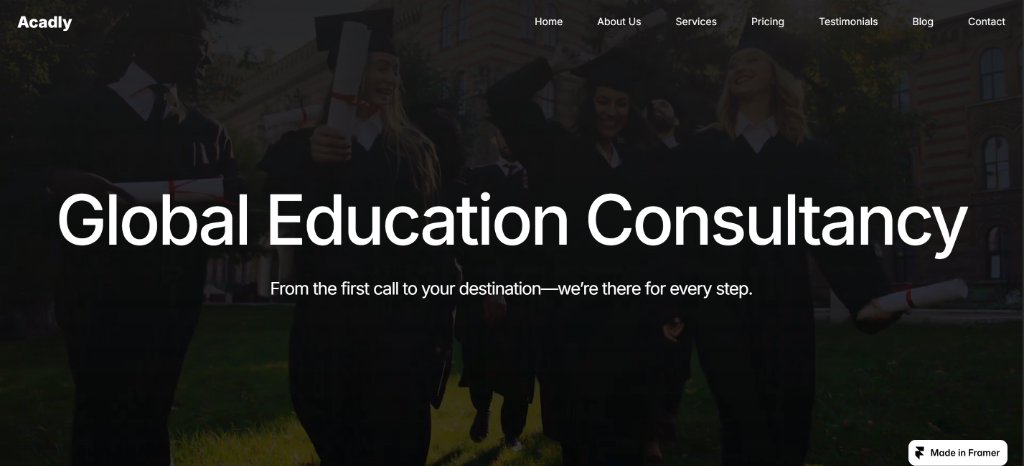 Acadly
Home About Us Services Pricing Testimonials Blog Contact
Global Education Consultancy
From the first call to your destination—we're there for every step.
Made in Framer